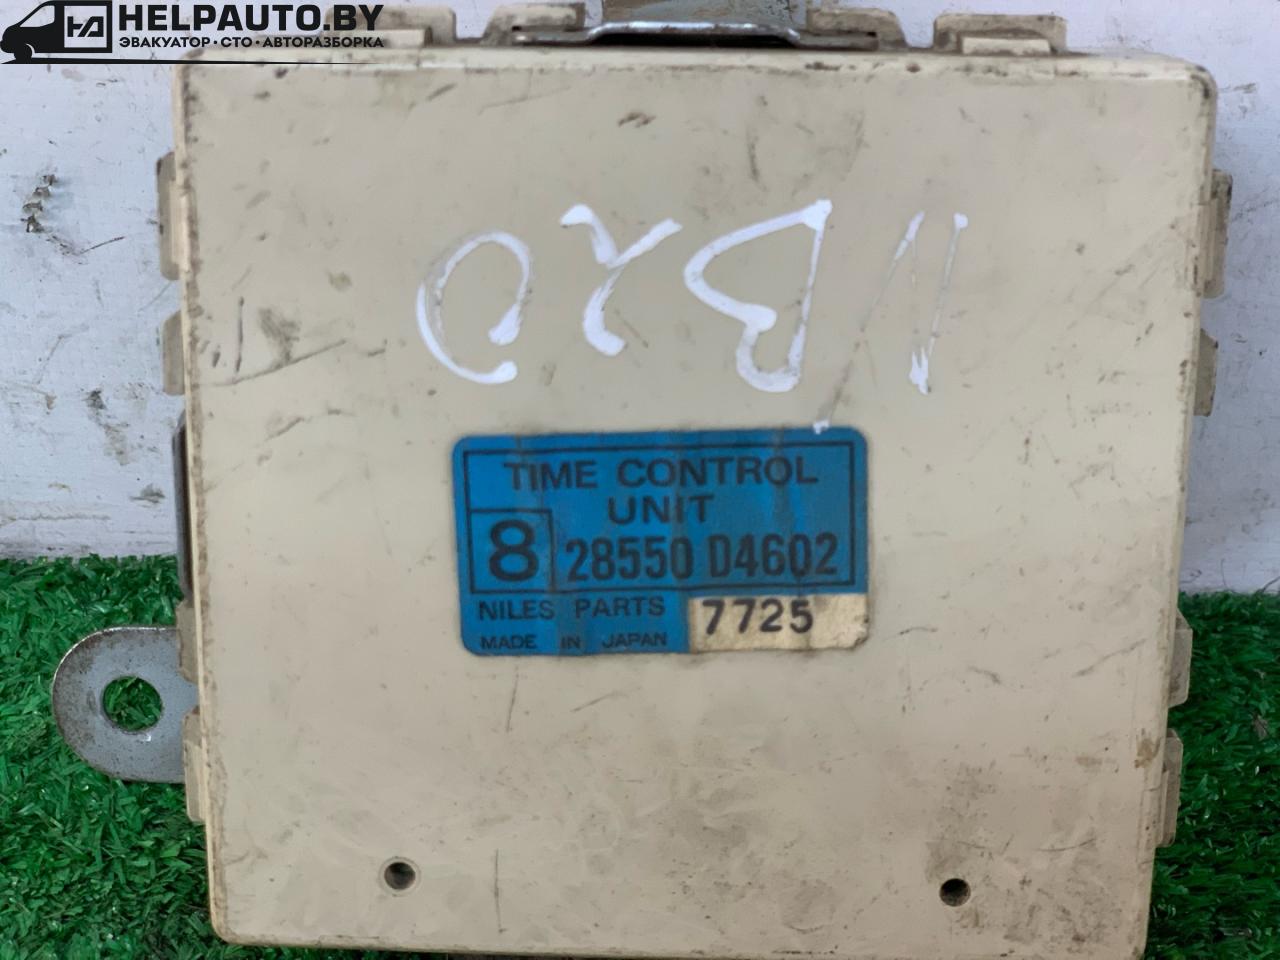 HELPAUTO.BY
ЭВАКУАТОР·СТО·АВТОРАЗБОРКА
TIME CONTROL
UNIT
8 28550 D4602
NILES PARTS 7725
MADE IN JAPAN